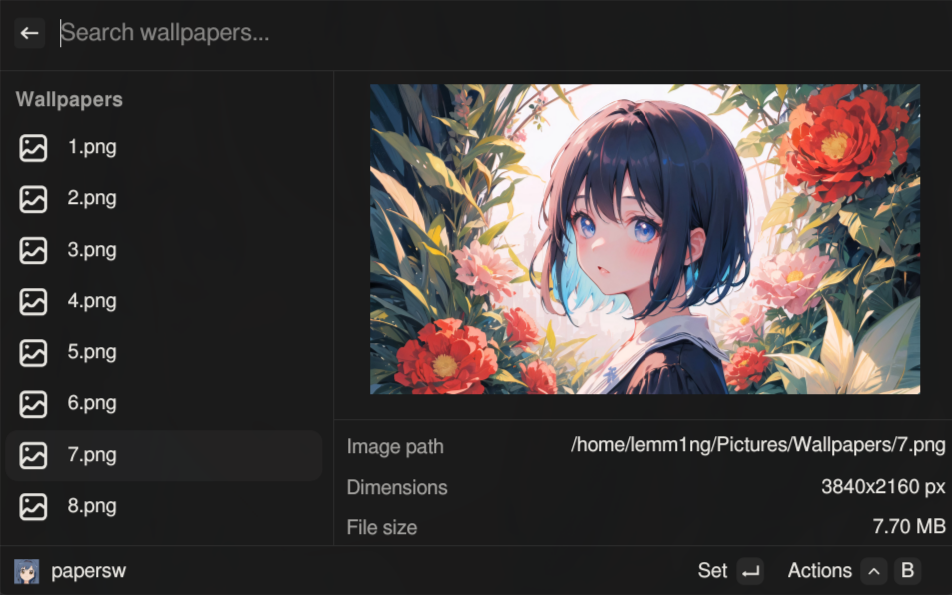 Search wallpapers...
Wallpapers
1.png
2.png
3.png
4.png
5.png
6.png
7.png
8.png
Image path /home/lemm1ng/Pictures/Wallpapers/7.png
Dimensions 3840x2160 px
File size 7.70 MB
papersw Set Actions B